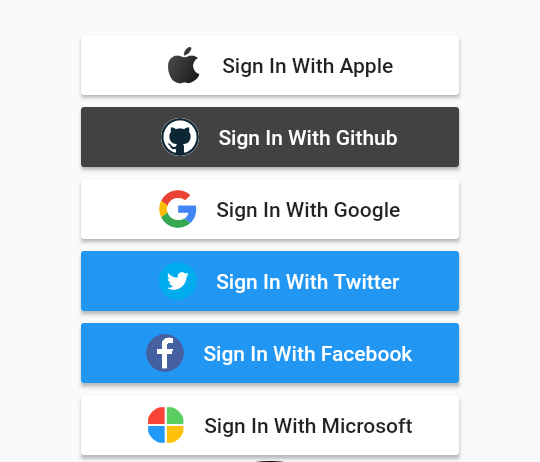 Sign In With Apple
Sign In With Github
Sign In With Google
Sign In With Twitter
Sign In With Facebook
Sign In With Microsoft